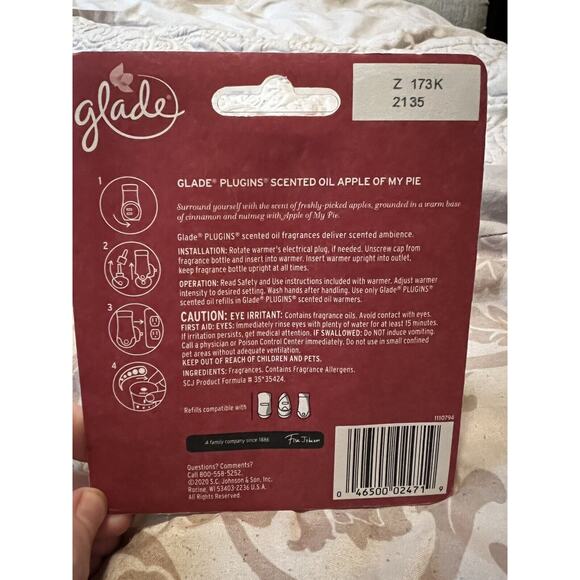 glade
Z 173K
2135
GLADE® PLUGINS® SCENTED OIL APPLE OF MY PIE
Surround yourself with the scent of freshly-picked apples, grounded in a warm base
of cinnamon and nutmeg with Apple of My Pie.
Glade® PLUGINS® scented oil fragrances deliver scented ambience.
INSTALLATION: Rotate warmer's electrical plug, if needed. Unscrew cap from
fragrance bottle and insert into warmer. Insert warmer upright into outlet,
keep fragrance bottle upright at all times.
OPERATION: Read Safety and Use instructions included with warmer. Adjust warmer
intensity to desired setting. Wash hands after handling. Use only Glade® PLUGINS®
scented oil refills in Glade® PLUGINS® scented oil warmers.
CAUTION: EYE IRRITANT: Contains fragrance oils. Avoid contact with eyes.
FIRST AID: EYES: Immediately rinse eyes with plenty of water for at least 15 minutes.
If irritation persists, get medical attention. IF SWALLOWED: Do NOT induce vomiting.
Call a physician or Poison Control Center immediately. Do not use in small confined
pet areas without adequate ventilation.
KEEP OUT OF REACH OF CHILDREN AND PETS.
INGREDIENTS: Fragrances. Contains Fragrance Allergens.
SCJ Product Formula # 35*35424.
1
2
3
4
Refills compatible with
1110794
A family company since 1886
Fisk Johnson
Questions? Comments?
Call 800-558-5252.
©2020 S.C. Johnson & Son, Inc.
Racine, WI 53403-2236 U.S.A.
All Rights Reserved.
0 46500 02471 9